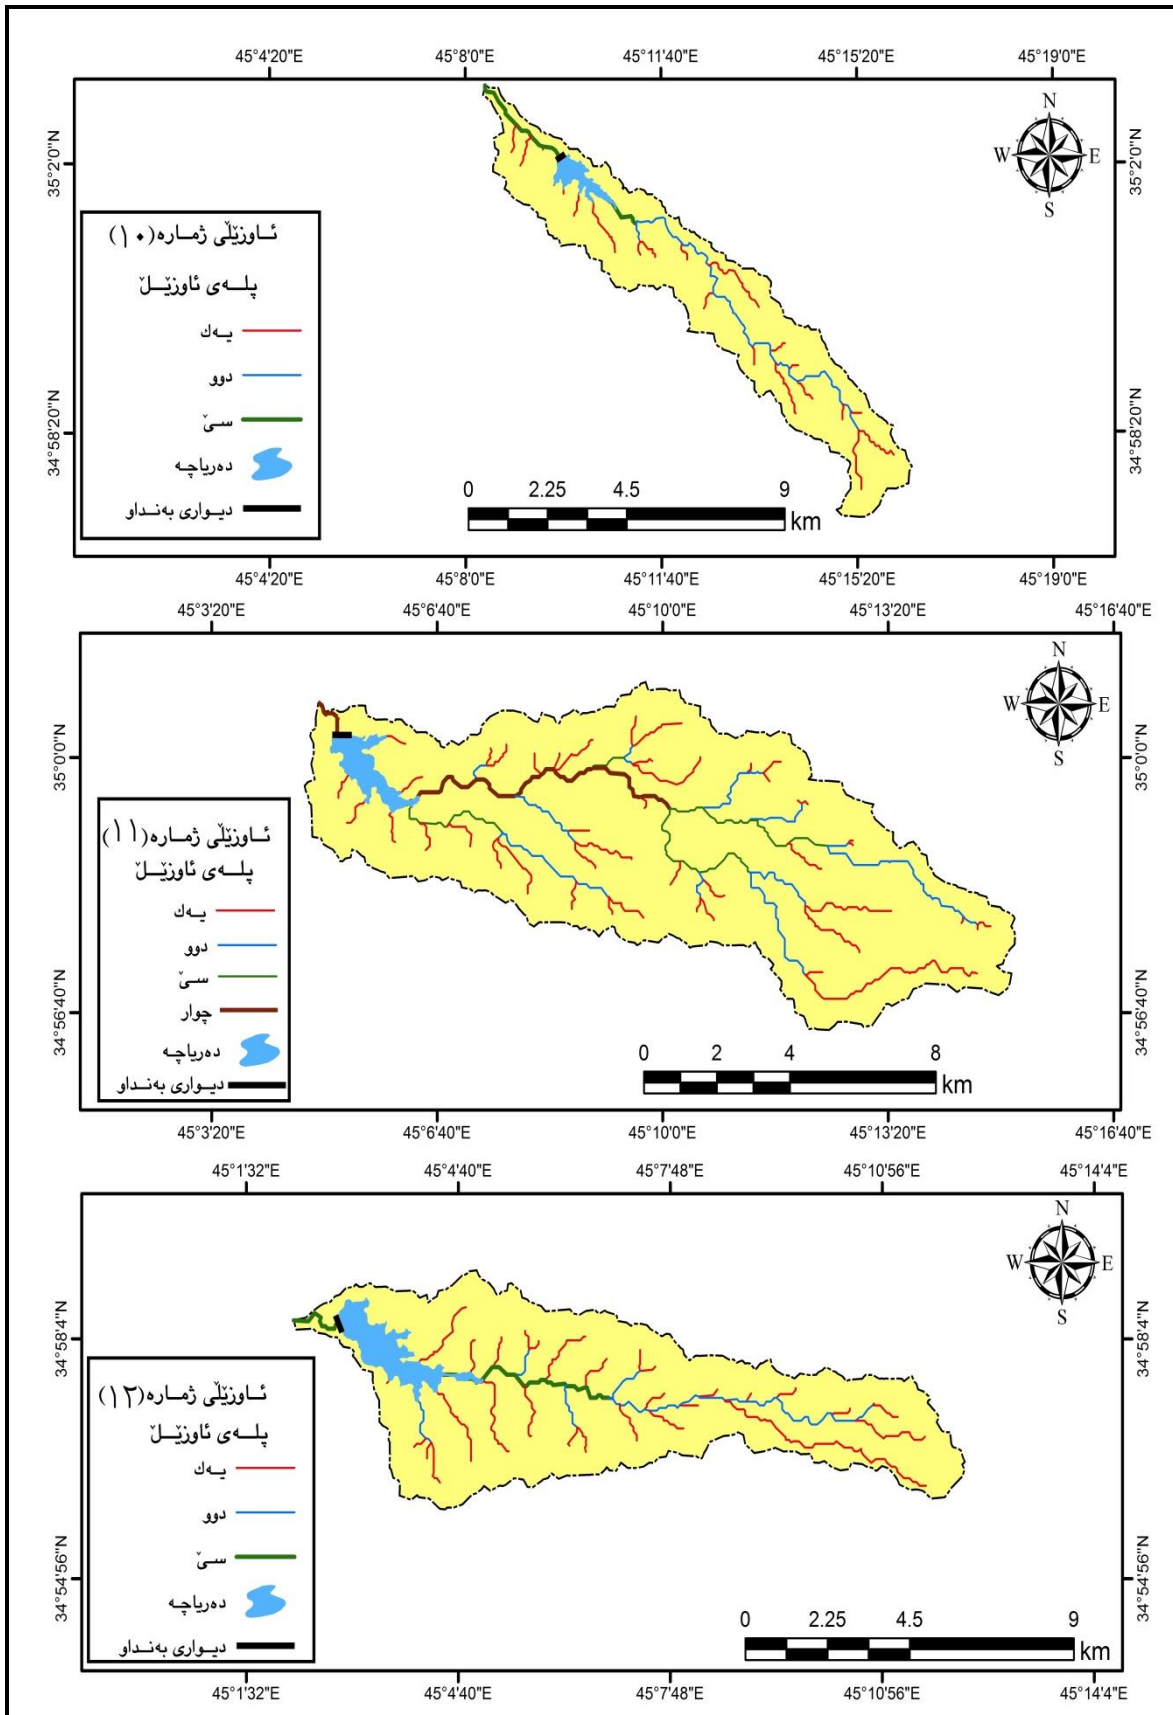 45°4'20"E 45°8'0"E 45°11'40"E 45°15'20"E 45°19'0"E
35°2'0"N
34°58'20"N
35°2'0"N
34°58'20"N
N
W E
S
ئاوزێڵی ژمارە(١٠)
پلەی ئاوزێڵ
یەك
دوو
سێ
دەریاچە
دیواری بەنداو
0 2.25 4.5 9
km
45°4'20"E 45°8'0"E 45°11'40"E 45°15'20"E 45°19'0"E
45°3'20"E 45°6'40"E 45°10'0"E 45°13'20"E 45°16'40"E
35°0'0"N
34°56'40"N
35°0'0"N
34°56'40"N
N
W E
S
ئاوزێڵی ژمارە(١١)
پلەی ئاوزێڵ
یەك
دوو
سێ
چوار
دەریاچە
دیواری بەنداو
0 2 4 8
km
45°3'20"E 45°6'40"E 45°10'0"E 45°13'20"E 45°16'40"E
45°1'32"E 45°4'40"E 45°7'48"E 45°10'56"E 45°14'4"E
34°58'4"N
34°54'56"N
34°58'4"N
34°54'56"N
N
W E
S
ئاوزێڵی ژمارە(١٢)
پلەی ئاوزێڵ
یەك
دوو
سێ
دەریاچە
دیواری بەنداو
0 2.25 4.5 9
km
45°1'32"E 45°4'40"E 45°7'48"E 45°10'56"E 45°14'4"E